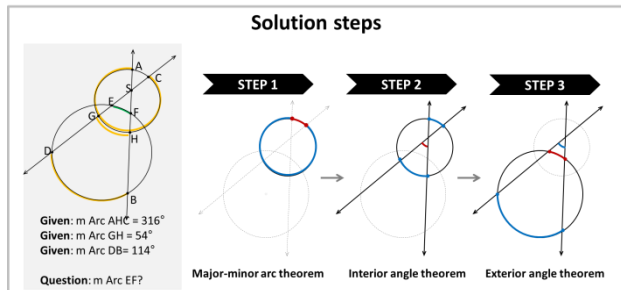 Solution steps
A
C
S
E
F
G
H
D
B
Given: m Arc AHC = 316°
Given: m Arc GH = 54°
Given: m Arc DB= 114°
Question: m Arc EF?
STEP 1
STEP 2
STEP 3
Major-minor arc theorem
Interior angle theorem
Exterior angle theorem